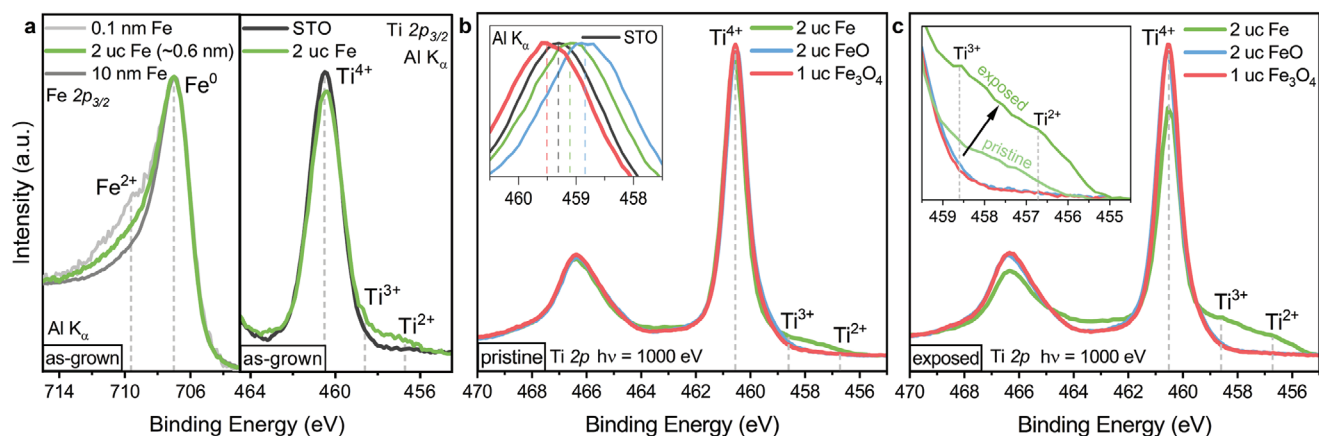 a
0.1 nm Fe
2 uc Fe (~0.6 nm)
10 nm Fe
Fe 2p3/2
Fe0
Fe2+
Al Kα
as-grown
714 710 706
STO
2 uc Fe
Ti 2p3/2
Al Kα
Ti4+
Ti3+
Ti2+
as-grown
464 460 456
Binding Energy (eV)
Intensity (a.u.)
b
Al Kα
STO
460 459 458
Ti4+
2 uc Fe
2 uc FeO
1 uc Fe3O4
Ti3+
Ti2+
pristine
Ti 2p hν = 1000 eV
470 468 466 464 462 460 458 456
Binding Energy (eV)
c
Ti3+
exposed
Ti2+
pristine
459 458 457 456 455
Ti4+
2 uc Fe
2 uc FeO
1 uc Fe3O4
Ti3+
Ti2+
exposed
Ti 2p hν = 1000 eV
470 468 466 464 462 460 458 456
Binding Energy (eV)